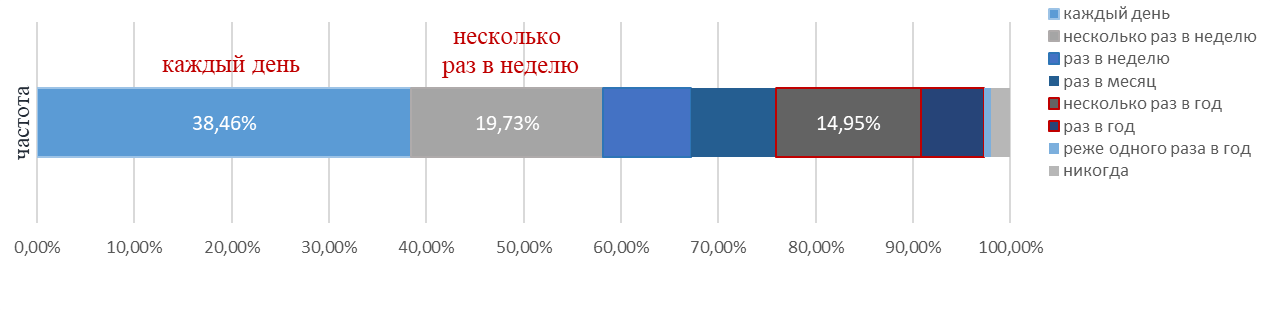 каждый день
несколько
раз в неделю
частота
38,46%
19,73%
14,95%
0,00%
10,00%
20,00%
30,00%
40,00%
50,00%
60,00%
70,00%
80,00%
90,00%
100,00%
каждый день
несколько раз в неделю
раз в неделю
раз в месяц
несколько раз в год
раз в год
реже одного раза в год
никогда